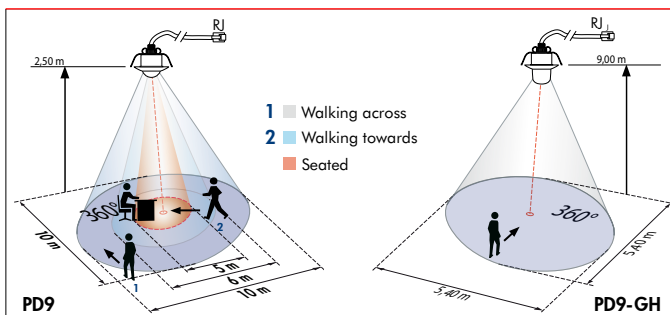 RJ
2,50 m
1 Walking across
2 Walking towards
Seated
360°
2
1
10 m
5 m
6 m
10 m
PD9
RJ
9,00 m
360°
5,40 m
5,40 m
PD9-GH